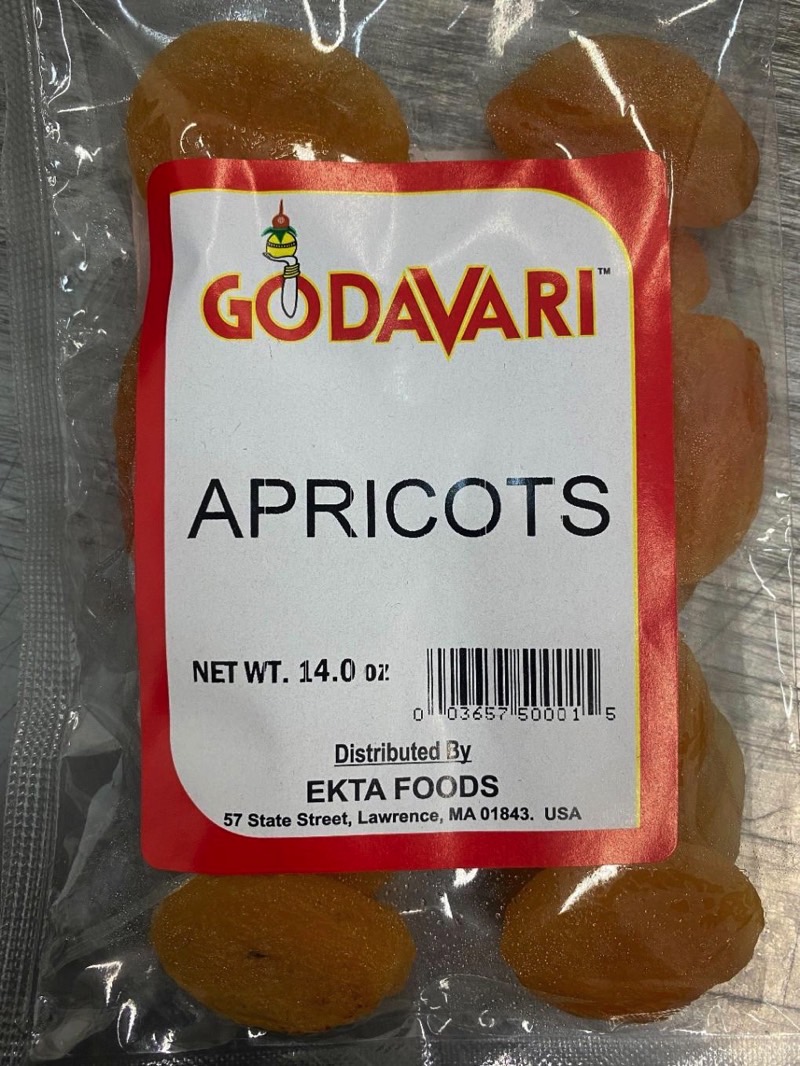 GODAVARI™
APRICOTS
NET WT. 14.0 oz.
0 03657 50001 5
Distributed By
EKTA FOODS
57 State Street, Lawrence, MA 01843. USA